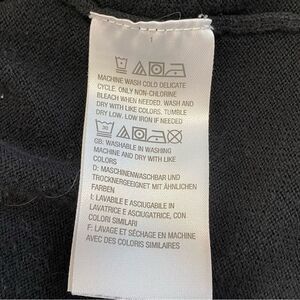 1
MACHINE WASH COLD DELICATE
CYCLE. ONLY NON-CHLORINE
BLEACH WHEN NEEDED. WASH AND
DRY WITH LIKE COLORS. TUMBLE
DRY LOW. LOW IRON IF NEEDED
30
GB: WASHABLE IN WASHING
MACHINE AND DRY WITH LIKE
COLORS
D: MASCHINENWASCHBAR UND
TROCKNERGEEIGNET MIT ÄHNLICHEN
FARBEN
I: LAVABILE E ASCIUGABILE IN
LAVATRICE E ASCIUGATRICE, CON
COLORI SIMILARI
F: LAVAGE ET SÉCHAGE EN MACHINE
AVEC DES COLORIS SIMILAIRES